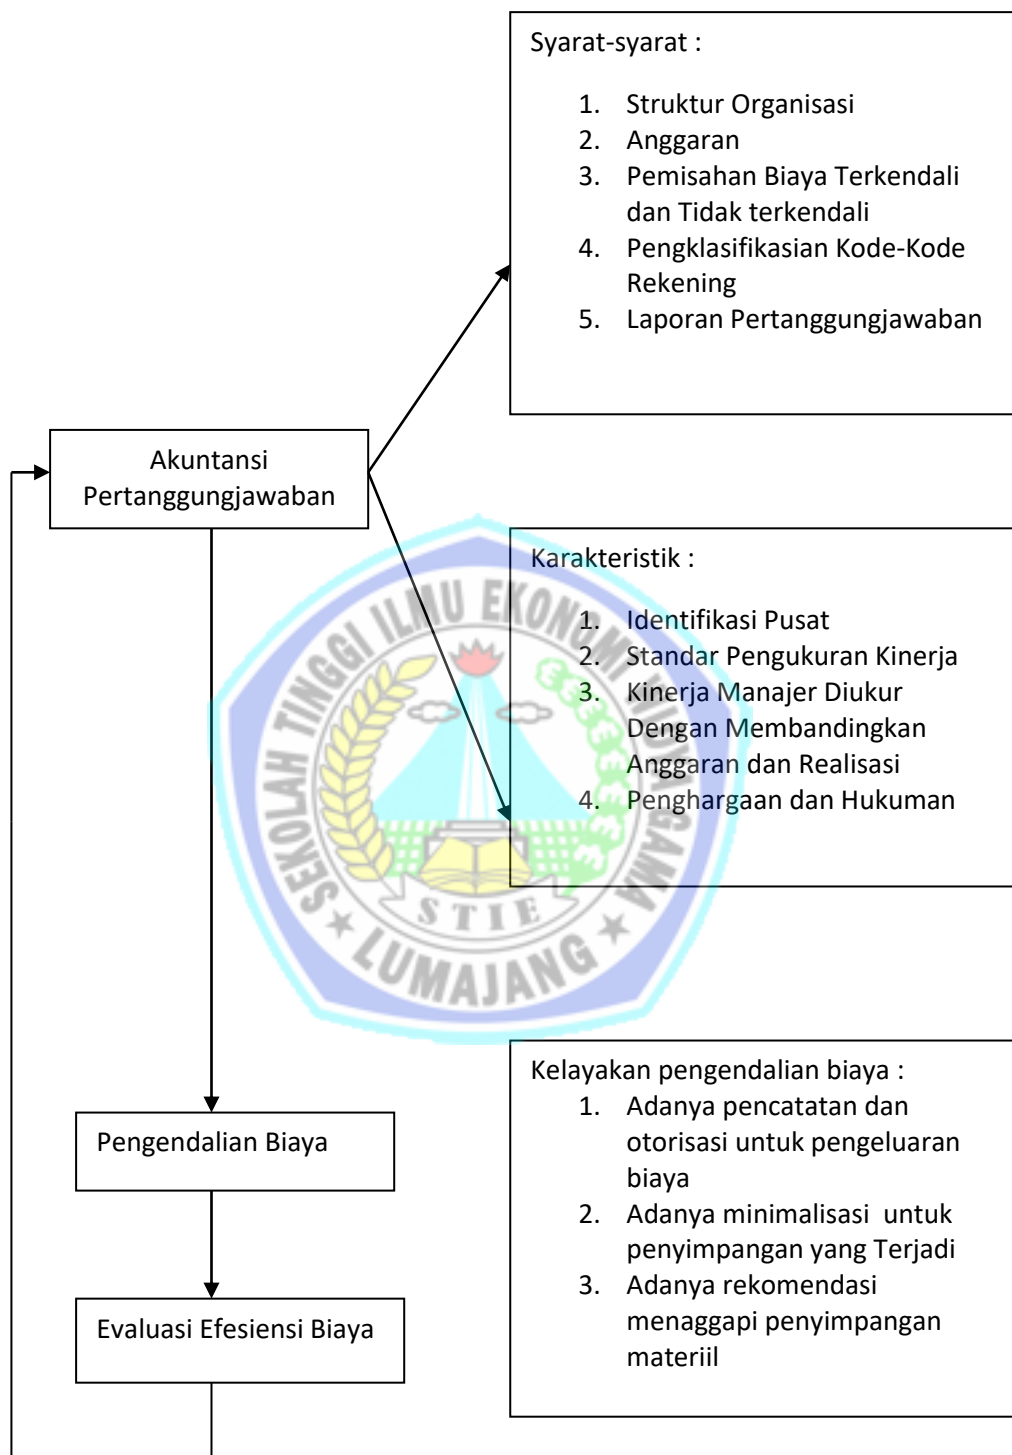 Syarat-syarat :
1. Struktur Organisasi
2. Anggaran
3. Pemisahan Biaya Terkendali
dan Tidak terkendali
4. Pengklasifikasian Kode-Kode
Rekening
5. Laporan Pertanggungjawaban
Akuntansi
Pertanggungjawaban
Karakteristik :
1. Identifikasi Pusat
2. Standar Pengukuran Kinerja
3. Kinerja Manajer Diukur
Dengan Membandingkan
Anggaran dan Realisasi
4. Penghargaan dan Hukuman
SEKOLAH TINGGI ILMU EKONOMI WIDYA GAMA
STIE
LUMAJANG
Kelayakan pengendalian biaya :
1. Adanya pencatatan dan
otorisasi untuk pengeluaran
biaya
2. Adanya minimalisasi untuk
penyimpangan yang Terjadi
3. Adanya rekomendasi
menaggapi penyimpangan
materiil
Pengendalian Biaya
Evaluasi Efesiensi Biaya